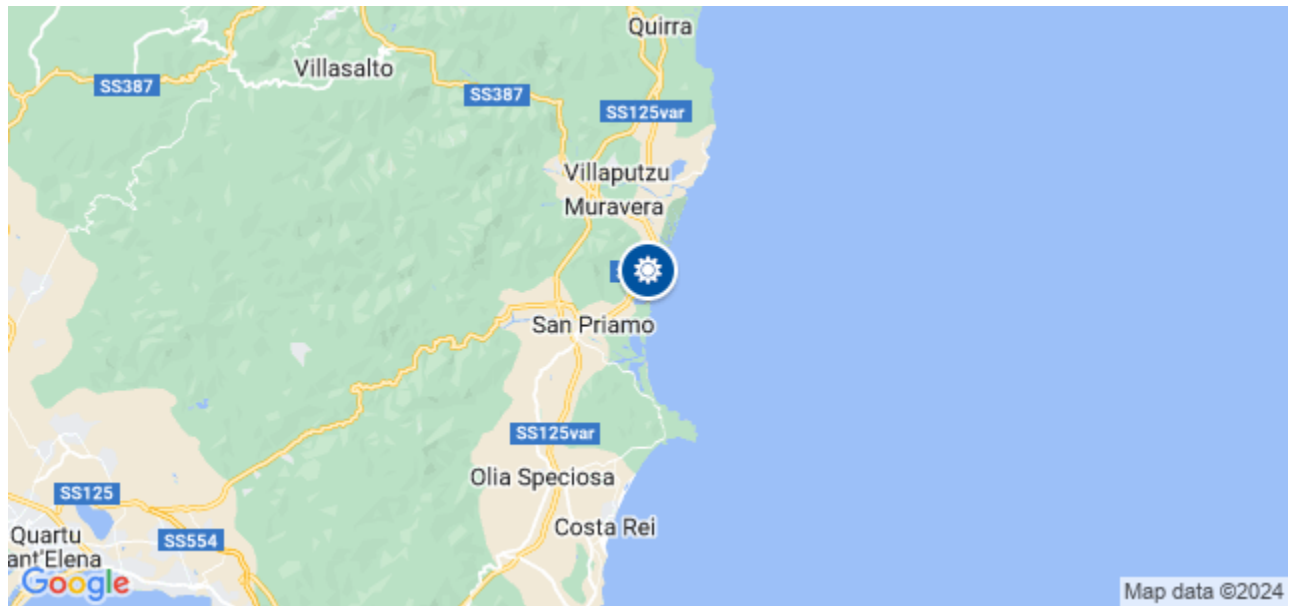 Quirra
Villasalto
SS387
SS387
SS125var
Villaputzu
Muravera
San Priamo
SS125var
Olia Speciosa
SS125
Costa Rei
Quartu
ant'Elena
SS554
Google
Map data ©2024